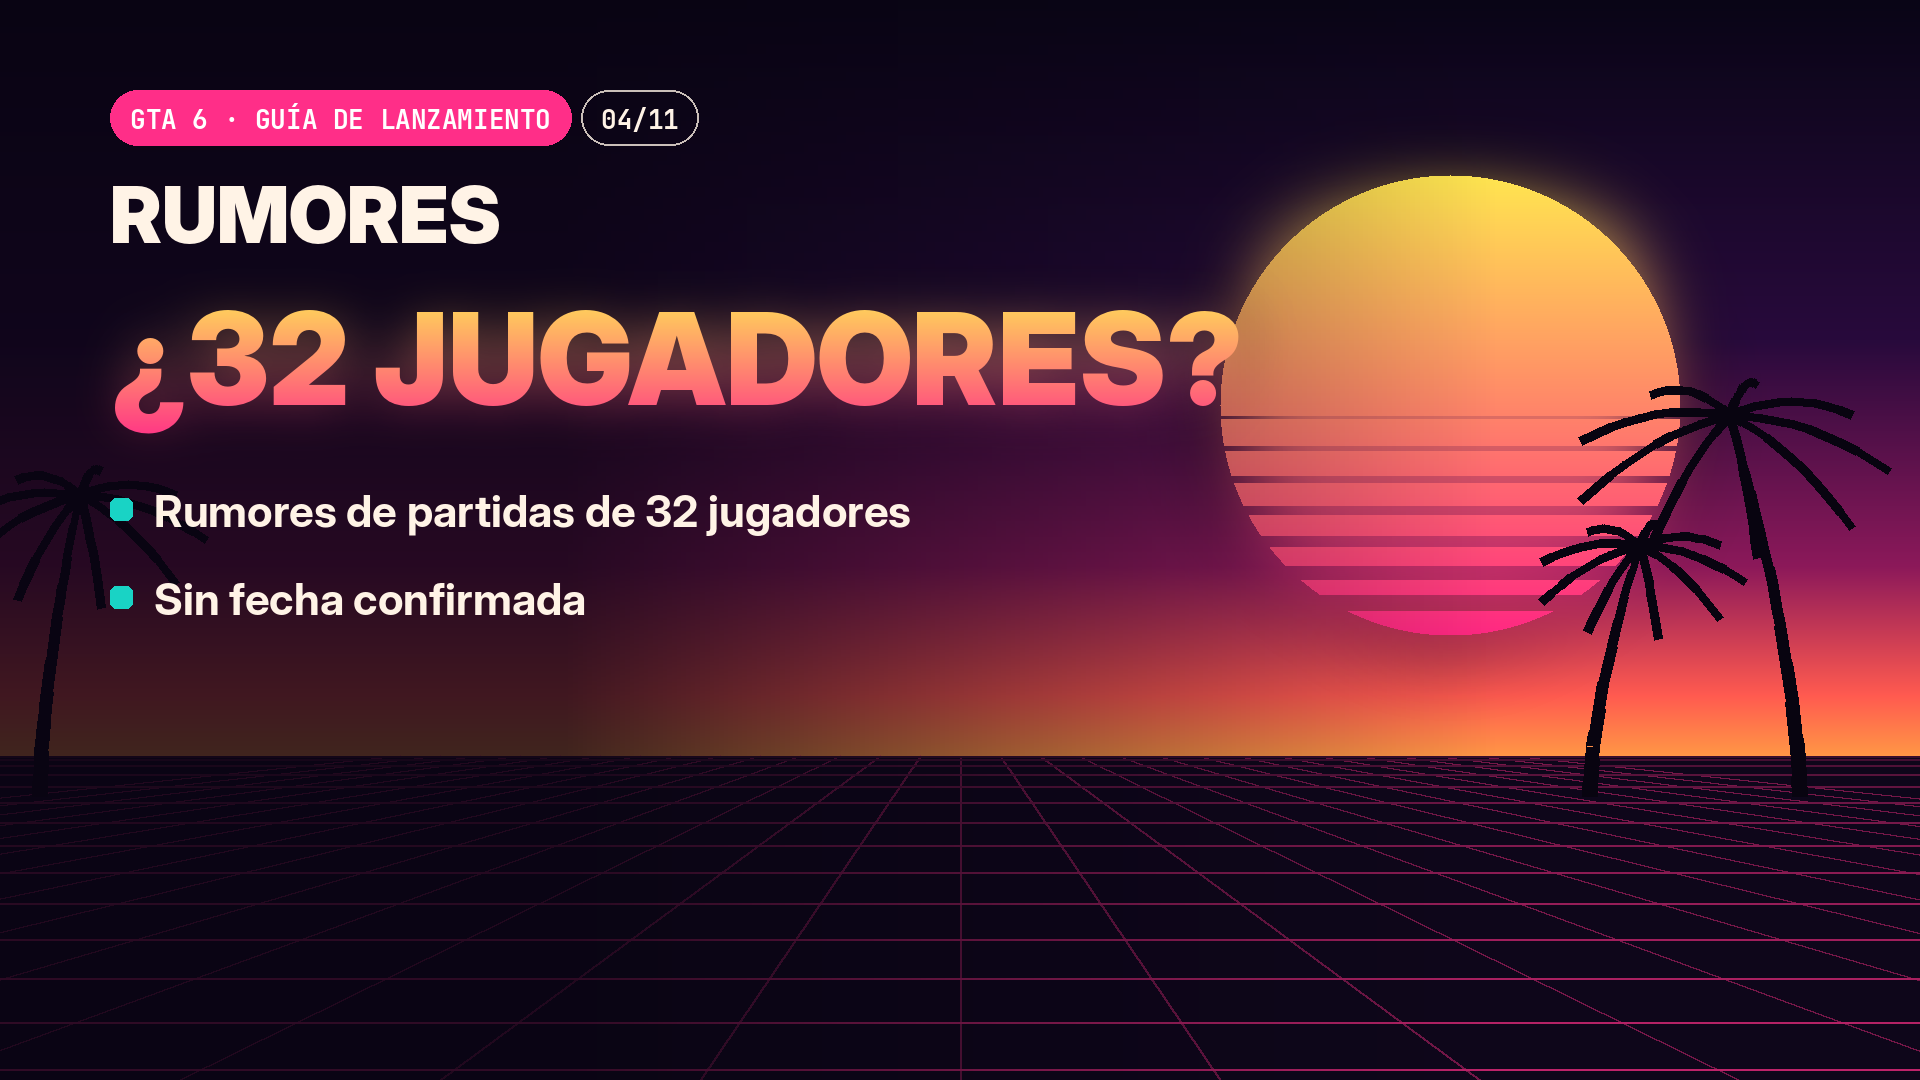 GTA 6 · GUÍA DE LANZAMIENTO 04/11
RUMORES
¿32 JUGADORES?
Rumores de partidas de 32 jugadores
Sin fecha confirmada